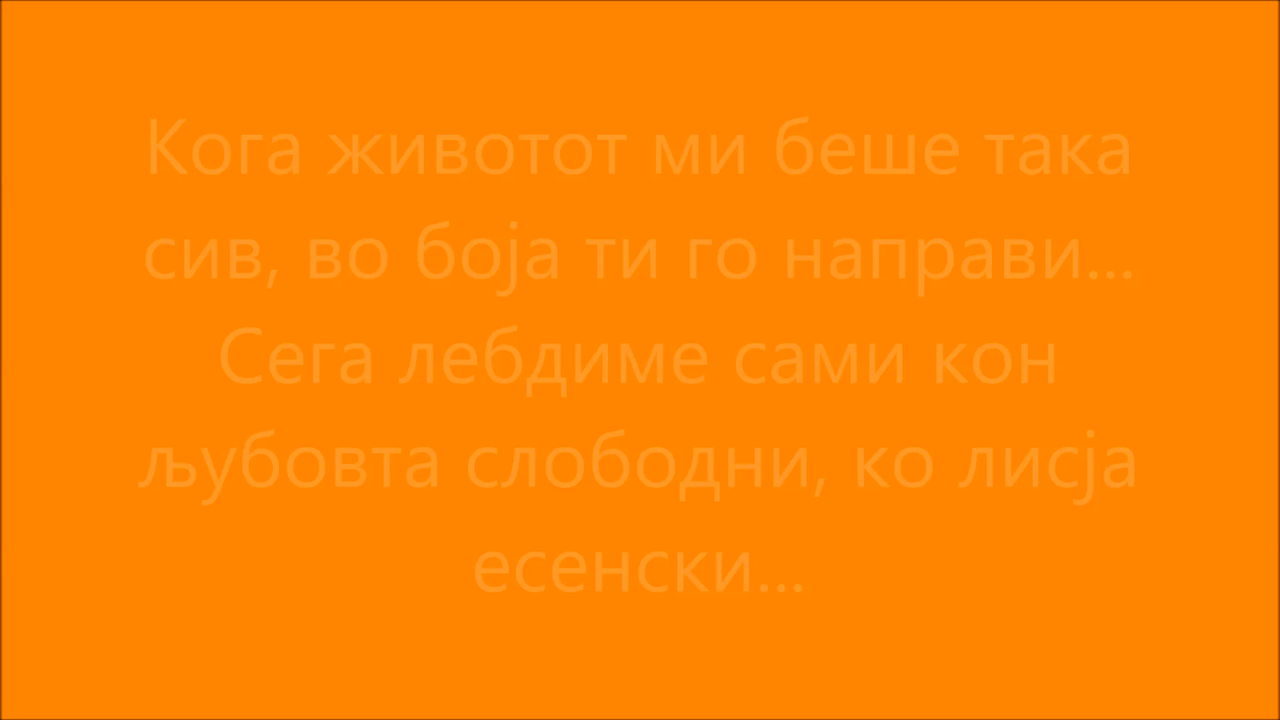 Кога животот ми беше така
сив, во боја ти го направи...
Сега лебдиме сами кон
љубовта слободни, ко лисја
есенски...